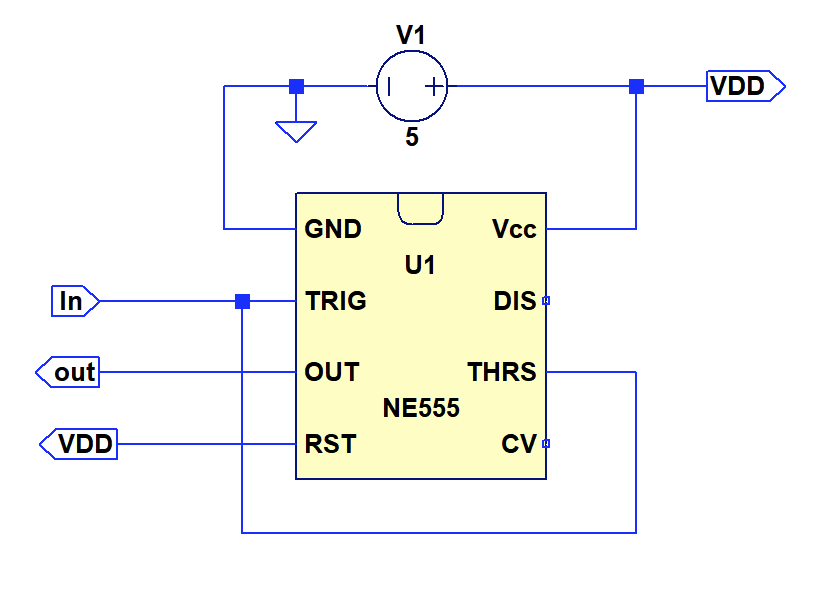 V1
VDD
5
GND
Vcc
U1
In
TRIG
DIS
out
OUT
THRS
NE555
VDD
RST
CV